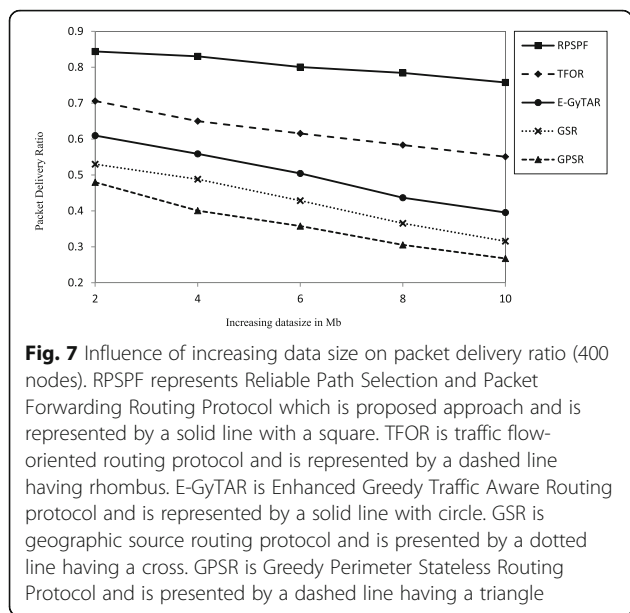 0.9
0.8
0.7
0.6
0.5
0.4
0.3
0.2
Packet Delivery Ratio
2 4 6 8 10
Increasing datasize in Mb
RPSPF
TFOR
E-GyTAR
GSR
GPSR
Fig. 7 Influence of increasing data size on packet delivery ratio (400
nodes). RPSPF represents Reliable Path Selection and Packet
Forwarding Routing Protocol which is proposed approach and is
represented by a solid line with a square. TFOR is traffic flow-
oriented routing protocol and is represented by a dashed line
having rhombus. E-GyTAR is Enhanced Greedy Traffic Aware Routing
protocol and is represented by a solid line with circle. GSR is
geographic source routing protocol and is presented by a dotted
line having a cross. GPSR is Greedy Perimeter Stateless Routing
Protocol and is presented by a dashed line having a triangle